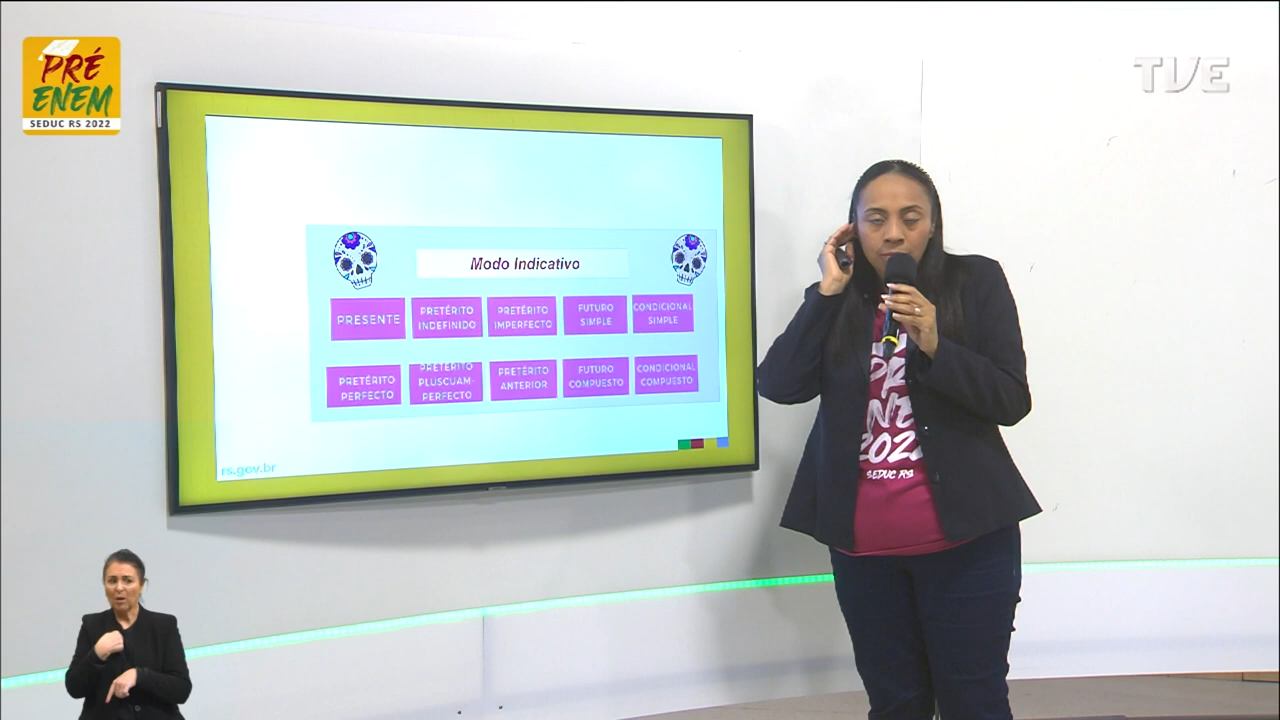 PRÉ
ENEM
SEDUC RS 2022
TVE
Modo Indicativo
PRESENTE
PRETÉRITO
INDEFINIDO
PRETÉRITO
IMPERFECTO
FUTURO
SIMPLE
CONDICIONAL
SIMPLE
PRETÉRITO
PERFECTO
PRETÉRITO
PLUSCUAM-
PERFECTO
PRETÉRITO
ANTERIOR
FUTURO
COMPUESTO
CONDICIONAL
COMPUESTO
rs.gov.br
SEDUC RS